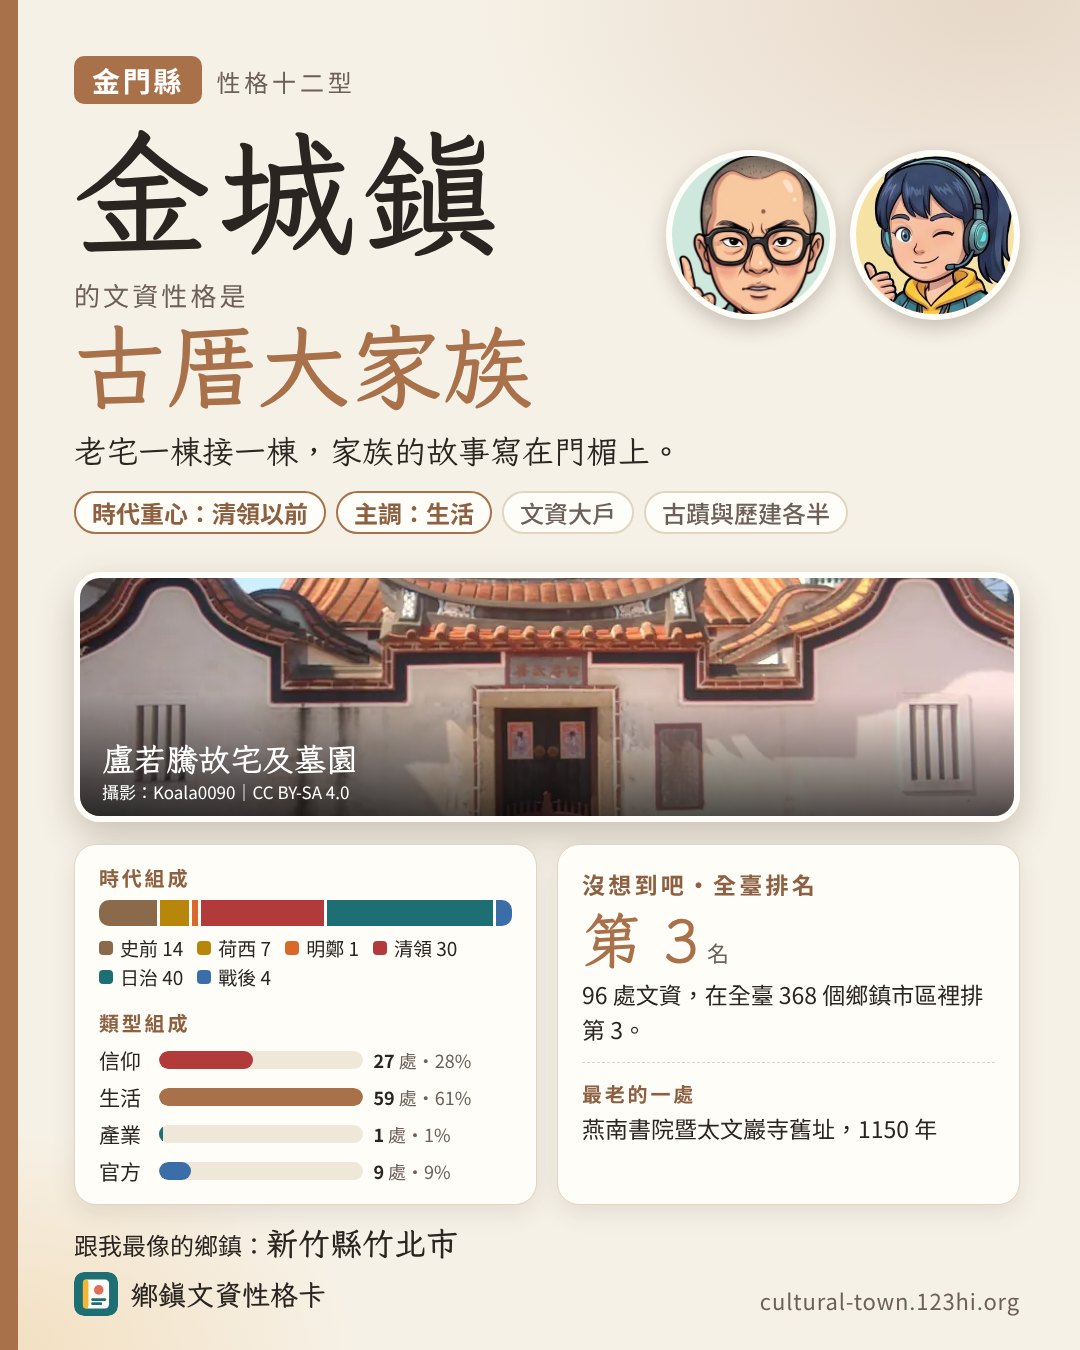 金門縣 性格十二型
金城鎮
的文資性格是
古厝大家族
老宅一棟接一棟，家族的故事寫在門楣上。
時代重心：清領以前 主調：生活 文資大戶 古蹟與歷建各半
盧若騰故宅及墓園
攝影：Koala0090｜CC BY-SA 4.0
時代組成
史前 14 荷西 7 明鄭 1 清領 30
日治 40 戰後 4
類型組成
信仰 27 處・28%
生活 59 處・61%
產業 1 處・1%
官方 9 處・9%
沒想到吧・全臺排名
第 3 名
96 處文資，在全臺 368 個鄉鎮市區裡排
第 3。
最老的一處
燕南書院暨太文巖寺舊址，1150 年
跟我最像的鄉鎮：新竹縣竹北市
鄉鎮文資性格卡
cultural-town.123hi.org